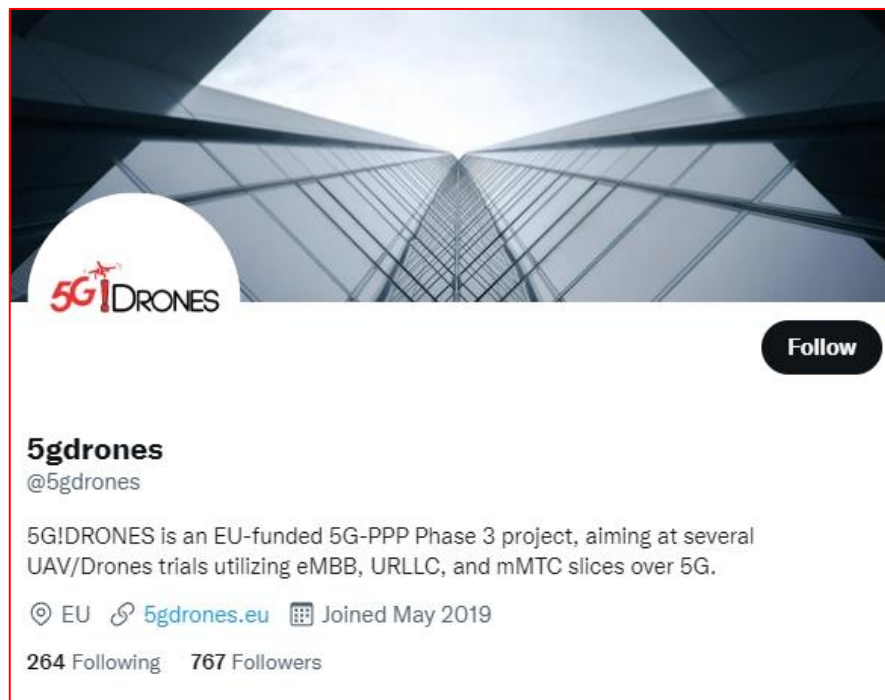 5G!DRONES
Follow
5gdrones
@5gdrones
5G!DRONES is an EU-funded 5G-PPP Phase 3 project, aiming at several
UAV/Drones trials utilizing eMBB, URLLC, and mMTC slices over 5G.
EU 5gdrones.eu Joined May 2019
264 Following 767 Followers